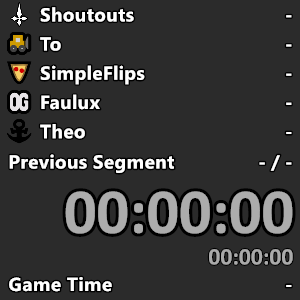 Shoutouts -
To -
SimpleFlips -
OG Faulux -
Theo -
Previous Segment - / -
00:00:00
00:00:00
Game Time -